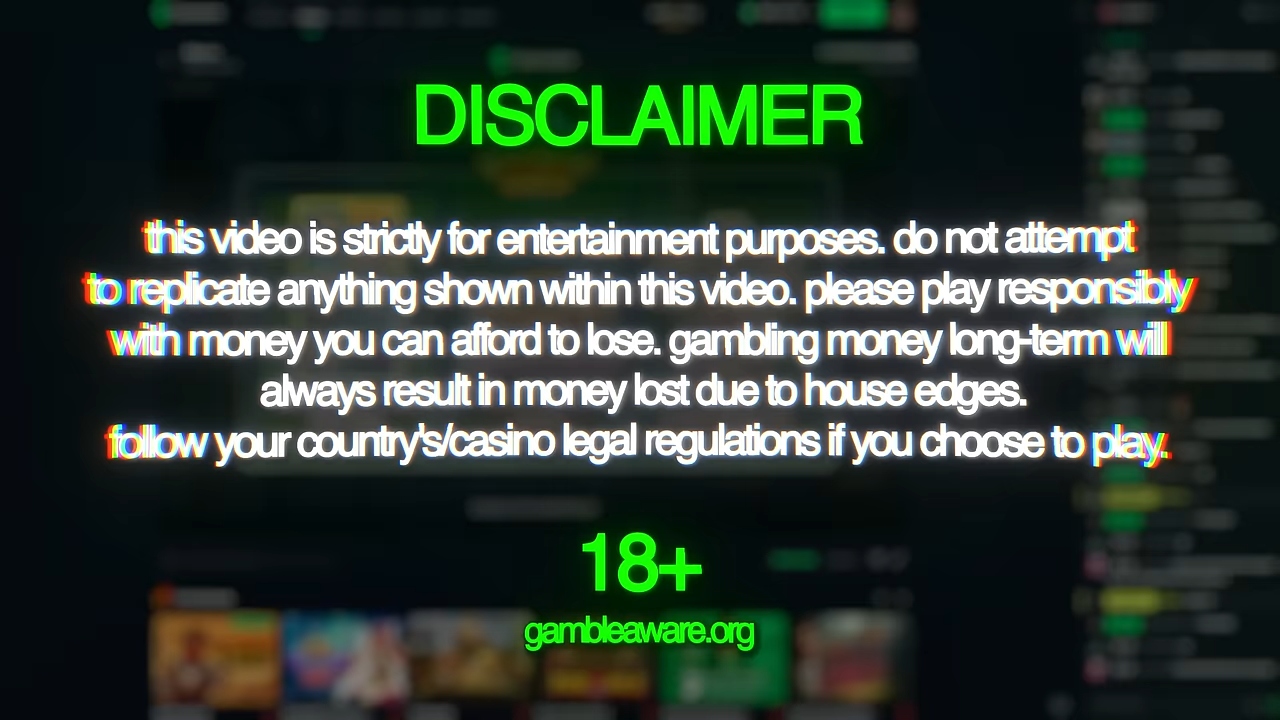 DISCLAIMER
this video is strictly for entertainment purposes. do not attempt
to replicate anything shown within this video. please play responsibly
with money you can afford to lose. gambling money long-term will
always result in money lost due to house edges.
follow your country's/casino legal regulations if you choose to play.
18+
gambleaware.org